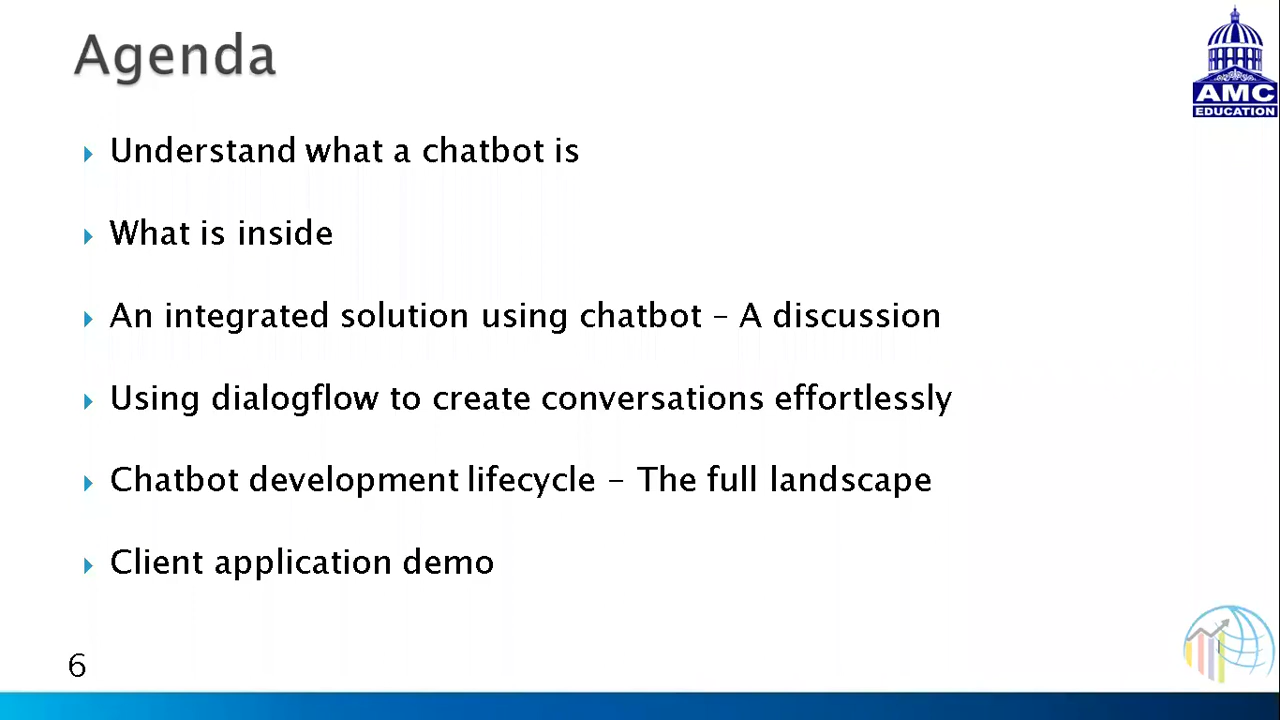 Agenda
AMC
EDUCATION
Understand what a chatbot is
What is inside
An integrated solution using chatbot – A discussion
Using dialogflow to create conversations effortlessly
Chatbot development lifecycle – The full landscape
Client application demo
6